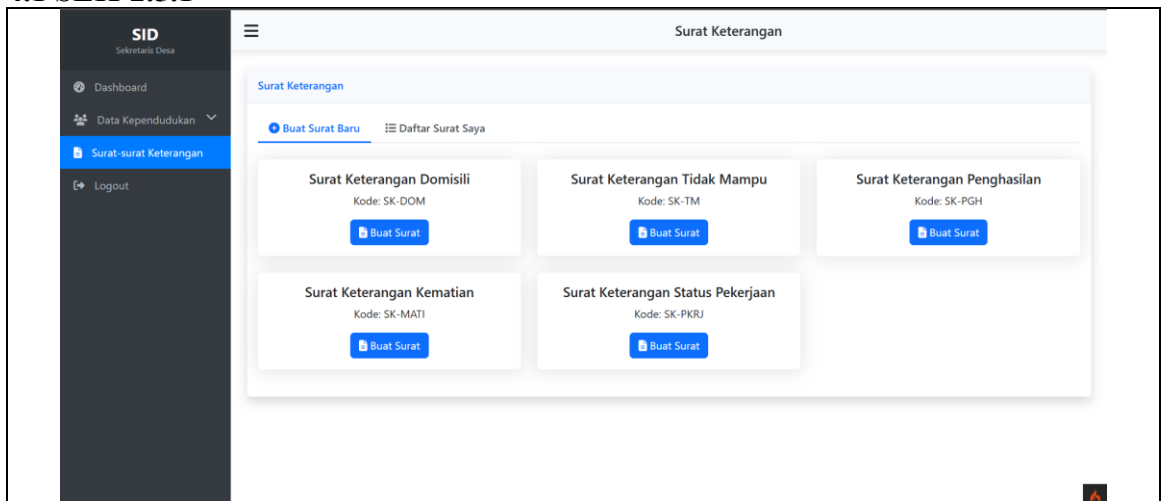 SID
Sekretaris Desa
Dashboard
Data Kependudukan
Surat-surat Keterangan
Logout
Surat Keterangan
Surat Keterangan
Buat Surat Baru
Daftar Surat Saya
Surat Keterangan Domisili
Kode: SK-DOM
Buat Surat
Surat Keterangan Tidak Mampu
Kode: SK-TM
Buat Surat
Surat Keterangan Penghasilan
Kode: SK-PGH
Buat Surat
Surat Keterangan Kematian
Kode: SK-MATI
Buat Surat
Surat Keterangan Status Pekerjaan
Kode: SK-PKRJ
Buat Surat